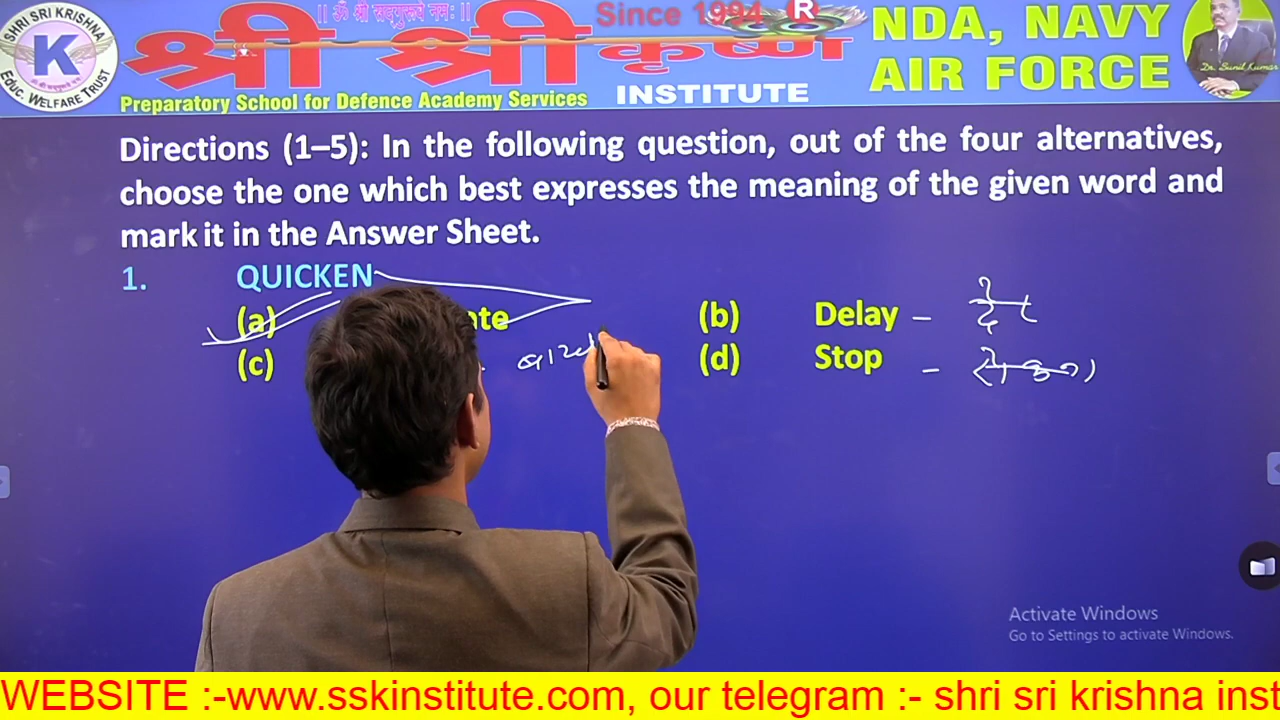 || ॐ श्री सद्गुरूवे नमः ||
Since 1994 R
SHRI SRI KRISHNA
K
Educ. WELFARE TRUST
श्री श्री कृष्णा
Preparatory School for Defence Academy Services
INSTITUTE
NDA, NAVY
AIR FORCE
Dr. Sunil Kumar
Directions (1–5): In the following question, out of the four alternatives,
choose the one which best expresses the meaning of the given word and
mark it in the Answer Sheet.
1. QUICKEN
(a) (b) Delay –
(c) (d) Stop –
Activate Windows
Go to Settings to activate Windows.
WEBSITE :-www.sskinstitute.com, our telegram :- shri sri krishna inst